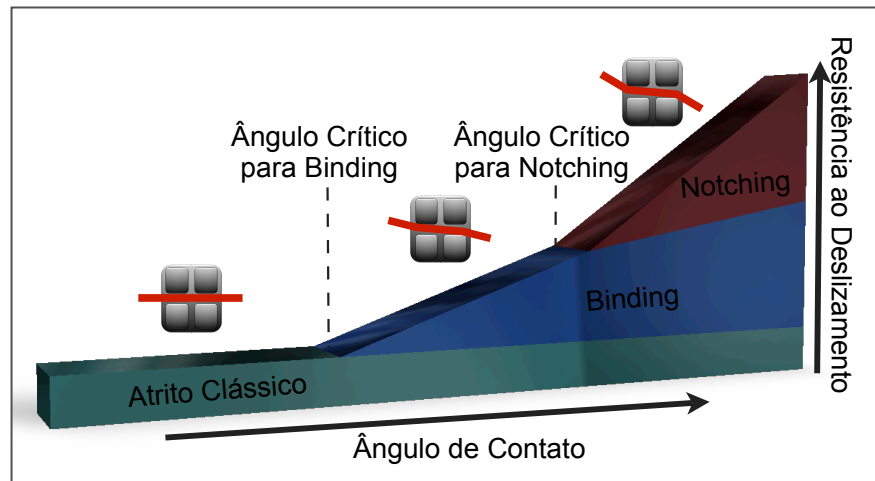 Ângulo Crítico
para Binding
Ângulo Crítico
para Notching
Notching
Binding
Atrito Clássico
Ângulo de Contato
Resistência ao Deslizamento